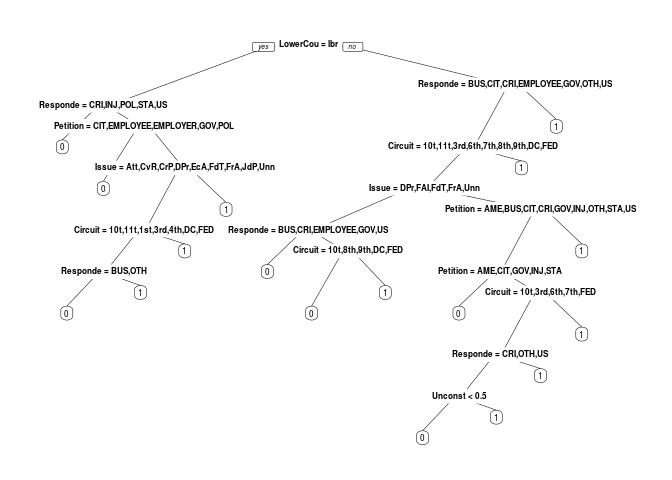 yes LowerCou = lbr no
Responde = BUS,CIT,CRI,EMPLOYEE,GOV,OTH,US
Responde = CRI,INJ,POL,STA,US
Petition = CIT,EMPLOYEE,EMPLOYER,GOV,POL
1
0
Circuit = 10t,11t,3rd,6th,7th,8th,9th,DC,FED
Issue = Att,CvR,CrP,DPr,EcA,FdT,FrA,JdP,Unn
1
0
Issue = DPr,FAI,FdT,FrA,Unn
1
Petition = AME,BUS,CIT,CRI,GOV,INJ,OTH,STA,US
Circuit = 10t,11t,1st,3rd,4th,DC,FED
Responde = BUS,CRI,EMPLOYEE,GOV,US
1
Circuit = 10t,8th,9th,DC,FED
1
Responde = BUS,OTH
0
Petition = AME,CIT,GOV,INJ,STA
1
1
Circuit = 10t,3rd,6th,7th,FED
0
0
0
1
Responde = CRI,OTH,US
1
Unconst < 0.5
1
0